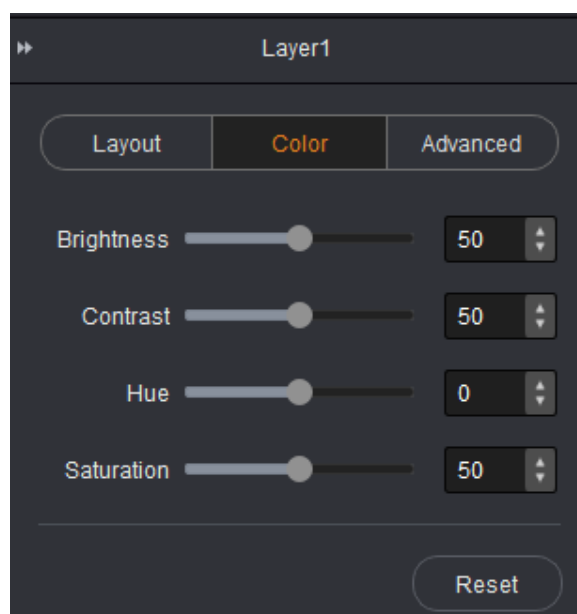 Layer1
Layout Color Advanced
Brightness 50
Contrast 50
Hue 0
Saturation 50
Reset